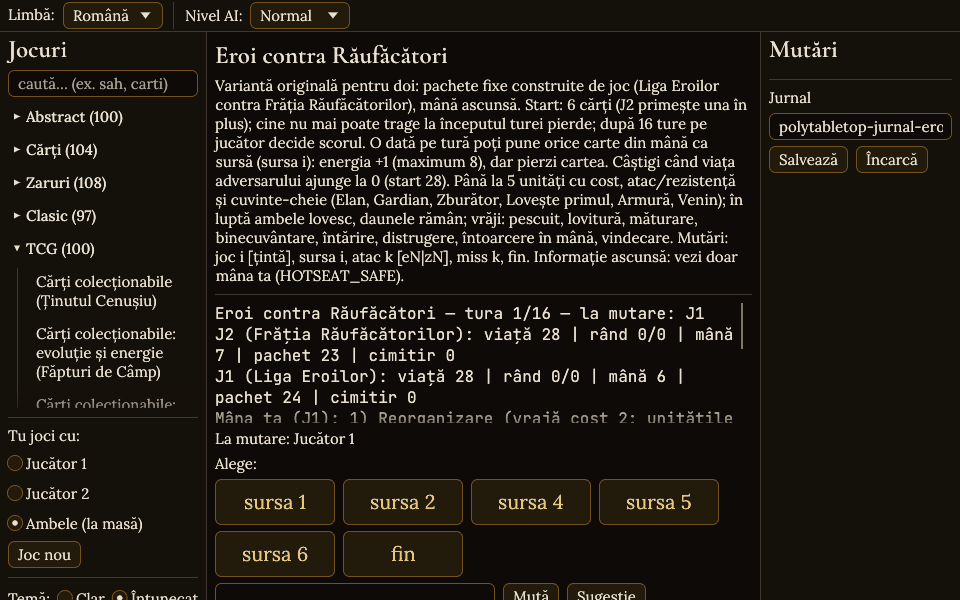 Limbă: Română ▼ Nivel AI: Normal ▼
Jocuri
caută... (ex. sah, carti)
▸ Abstract (100)
▸ Cărți (104)
▸ Zaruri (108)
▸ Clasic (97)
▾ TCG (100)
Cărți colecționabile
(Ținutul Cenușiu)
Cărți colecționabile:
evoluție și energie
(Făpturi de Câmp)
Cărți colecționabile:
Tu joci cu:
Jucător 1
Jucător 2
Ambele (la masă)
Joc nou
Temă: Clar Întunecat
Eroi contra Răufăcători
Variantă originală pentru doi: pachete fixe construite de joc (Liga Eroilor
contra Frăția Răufăcătorilor), mână ascunsă. Start: 6 cărți (J2 primește una în
plus); cine nu mai poate trage la începutul turei pierde; după 16 ture pe
jucător decide scorul. O dată pe tură poți pune orice carte din mână ca
sursă (sursa i): energia +1 (maximum 8), dar pierzi cartea. Câștigi când viața
adversarului ajunge la 0 (start 28). Până la 5 unități cu cost, atac/rezistență
și cuvinte-cheie (Elan, Gardian, Zburător, Lovește primul, Armură, Venin); în
luptă ambele lovesc, daunele rămân; vrăji: pescuit, lovitură, măturare,
binecuvântare, întărire, distrugere, întoarcere în mână, vindecare. Mutări:
joc i [țintă], sursa i, atac k [eN|zN], miss k, fin. Informație ascunsă: vezi doar
mâna ta (HOTSEAT_SAFE).
Eroi contra Răufăcători — tura 1/16 — la mutare: J1
J2 (Frăția Răufăcătorilor): viață 28 | rând 0/0 | mână
7 | pachet 23 | cimitir 0
J1 (Liga Eroilor): viață 28 | rând 0/0 | mână 6 |
pachet 24 | cimitir 0
Mâna ta (J1): 1) Reorganizare (vrajă cost 2: unitățile
La mutare: Jucător 1
Alege:
sursa 1 sursa 2 sursa 4 sursa 5
sursa 6 fin
Mută Sugestie
Mutări
Jurnal
polytabletop-jurnal-erc
Salvează Încarcă